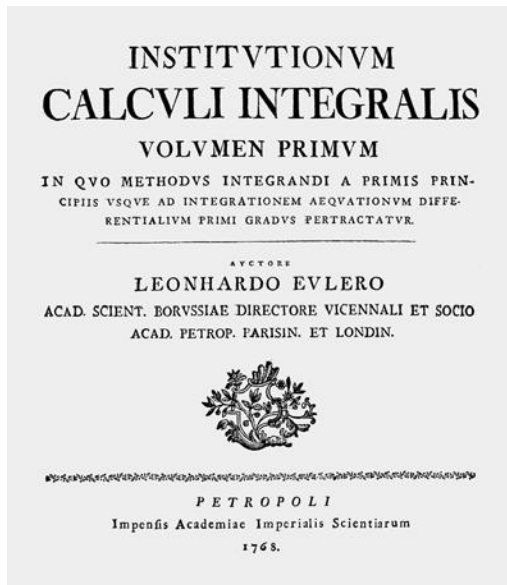 INSTITVTIONVM
CALCVLI INTEGRALIS
VOLVMEN PRIMVM
IN QVO METHODVS INTEGRANDI A PRIMIS PRIN-
CIPIIS VSQVE AD INTEGRATIONEM AEQVATIONVM DIFFE-
RENTIALIVM PRIMI GRADVS PERTRACTATVR.
AVCTORE
LEONHARDO EVLERO
ACAD. SCIENT. BORVSSIAE DIRECTORE VICENNALI ET SOCIO
ACAD. PETROP. PARISIN. ET LONDIN.
PETROPOLI
Impenſis Academiae Imperialis Scientiarum
1768.